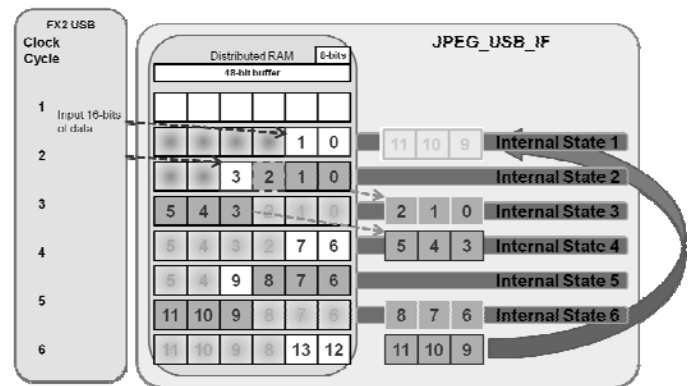 FX2 USB
Clock
Cycle
JPEG_USB_IF
Distributed RAM
8-bits
48-bit buffer
1
Input 16-bits
of data
1 0
11 10 9
Internal State 1
2
3 2 1 0
Internal State 2
3
5 4 3 2 1 0
2 1 0
Internal State 3
4
5 4 3 2 7 6
5 4 3
Internal State 4
5 4 9 8 7 6
Internal State 5
5
11 10 9 8 7 6
8 7 6
Internal State 6
6
11 10 9 8 13 12
11 10 9